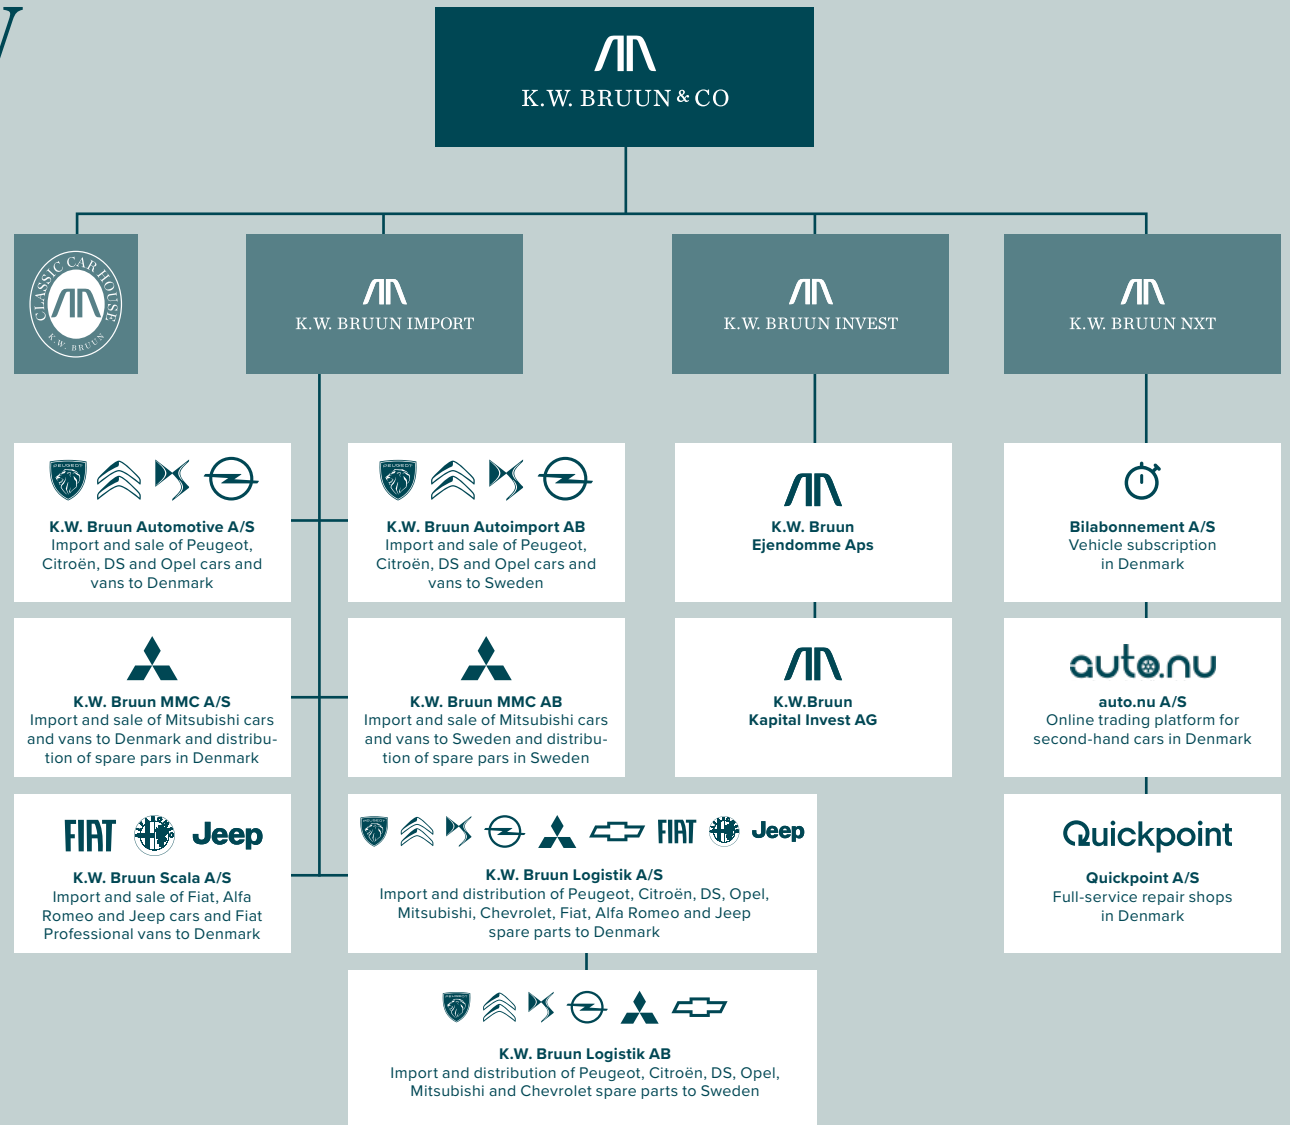 K.W. BRUUN & CO
CLASSIC CAR HOUSE
K.W. BRUUN
K.W. BRUUN IMPORT
K.W. BRUUN INVEST
K.W. BRUUN NXT
PEUGEOT
K.W. Bruun Automotive A/S
Import and sale of Peugeot,
Citroën, DS and Opel cars and
vans to Denmark
PEUGEOT
K.W. Bruun Autoimport AB
Import and sale of Peugeot,
Citroën, DS and Opel cars and
vans to Sweden
K.W. Bruun
Ejendomme Aps
Bilabonnement A/S
Vehicle subscription
in Denmark
K.W. Bruun MMC A/S
Import and sale of Mitsubishi cars
and vans to Denmark and distribu-
tion of spare pars in Denmark
K.W. Bruun MMC AB
Import and sale of Mitsubishi cars
and vans to Sweden and distribu-
tion of spare pars in Sweden
K.W.Bruun
Kapital Invest AG
auto.nu
auto.nu A/S
Online trading platform for
second-hand cars in Denmark
FIAT Jeep
K.W. Bruun Scala A/S
Import and sale of Fiat, Alfa
Romeo and Jeep cars and Fiat
Professional vans to Denmark
PEUGEOT FIAT Jeep
K.W. Bruun Logistik A/S
Import and distribution of Peugeot, Citroën, DS, Opel,
Mitsubishi, Chevrolet, Fiat, Alfa Romeo and Jeep
spare parts to Denmark
Quickpoint
Quickpoint A/S
Full-service repair shops
in Denmark
PEUGEOT
K.W. Bruun Logistik AB
Import and distribution of Peugeot, Citroën, DS, Opel,
Mitsubishi and Chevrolet spare parts to Sweden